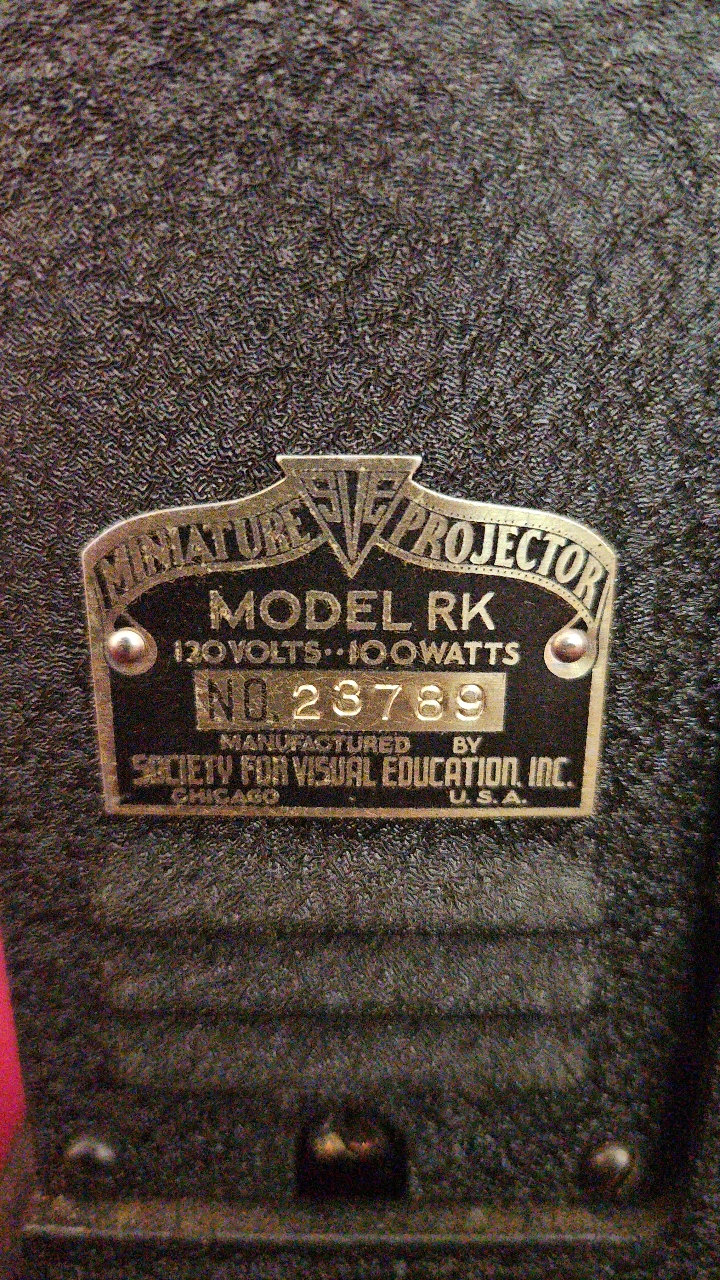 MINIATURE SVE PROJECTOR
MODEL RK
120 VOLTS·· 100 WATTS
NO. 23789
MANUFACTURED BY
SOCIETY FOR VISUAL EDUCATION, INC.
CHICAGO U.S.A.